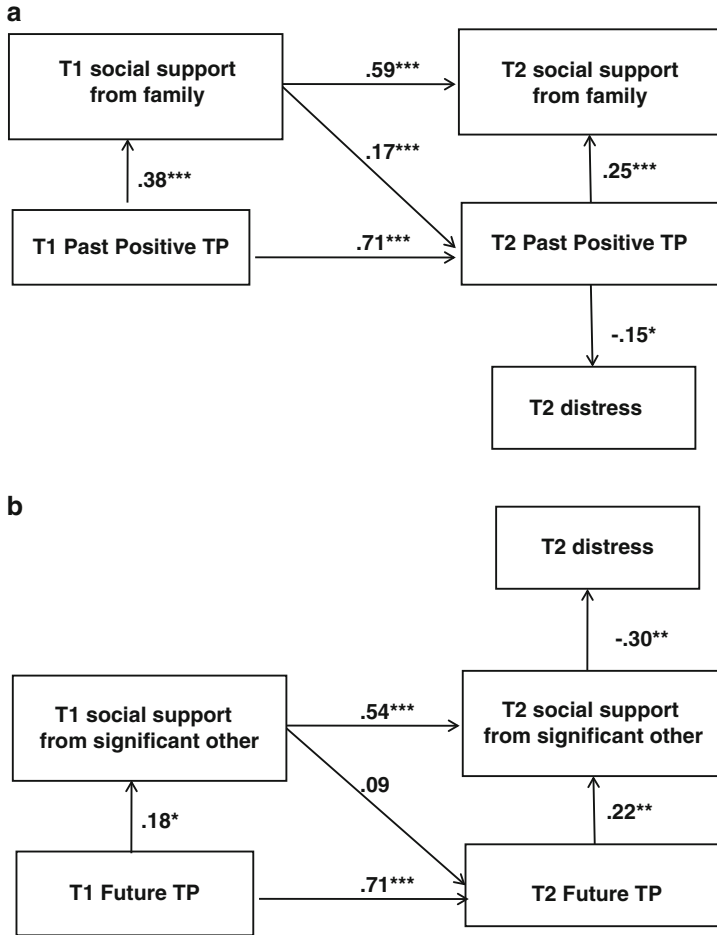 a
T1 social support
from family
.59***
T2 social support
from family
.17***
.38***
.25***
T1 Past Positive TP
.71***
T2 Past Positive TP
-.15*
T2 distress
b
T2 distress
-.30**
T1 social support
from significant other
.54***
T2 social support
from significant other
.09
.18*
.22**
T1 Future TP
.71***
T2 Future TP